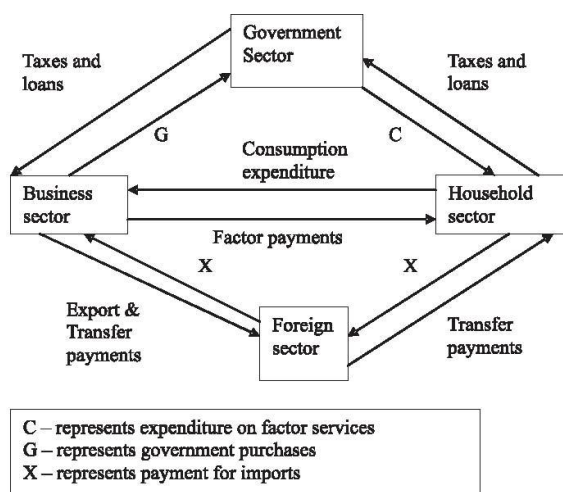 Government
Sector
Taxes and
loans
Taxes and
loans
G
C
Consumption
expenditure
Business
sector
Household
sector
Factor payments
X
X
Export &
Transfer
payments
Foreign
sector
Transfer
payments
C – represents expenditure on factor services
G – represents government purchases
X – represents payment for imports